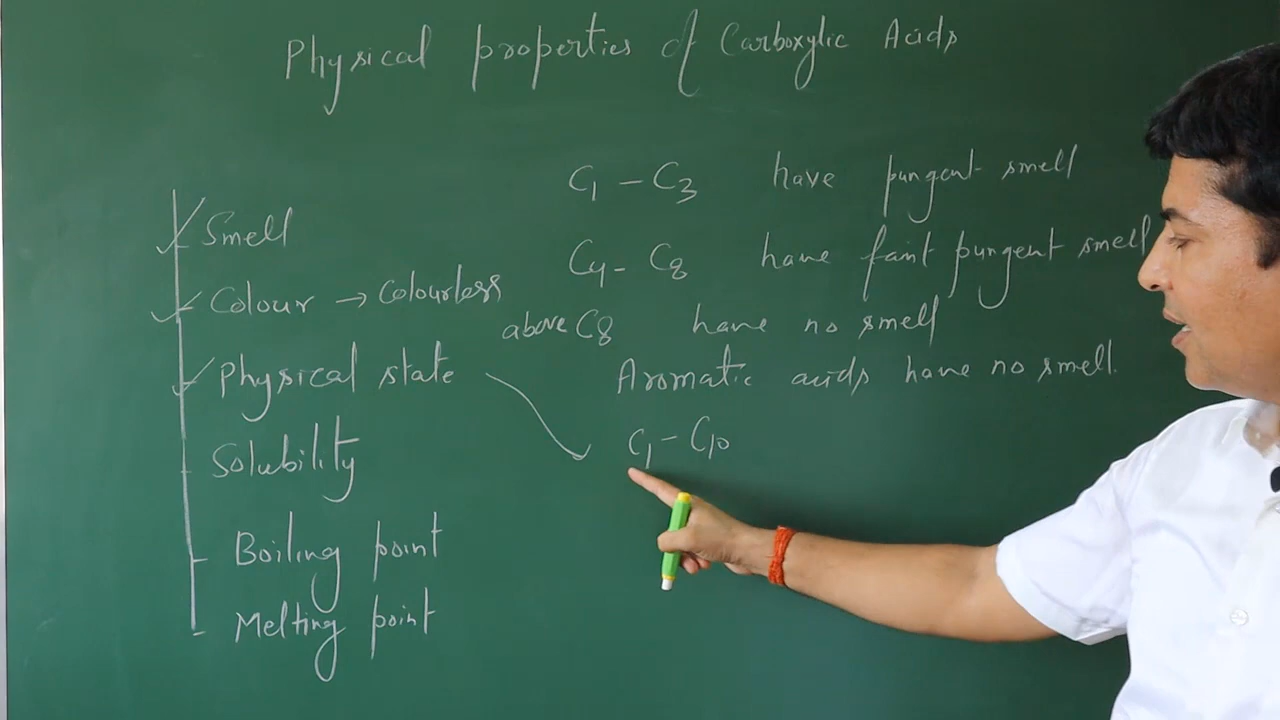 Physical properties of Carboxylic Acids
Smell
Colour → Colourless
Physical state
Solubility
Boiling point
Melting point
C1 – C3 have pungent smell
C4 – C8 have faint pungent smell
above C8 have no smell
Aromatic acids have no smell.
C1 – C10